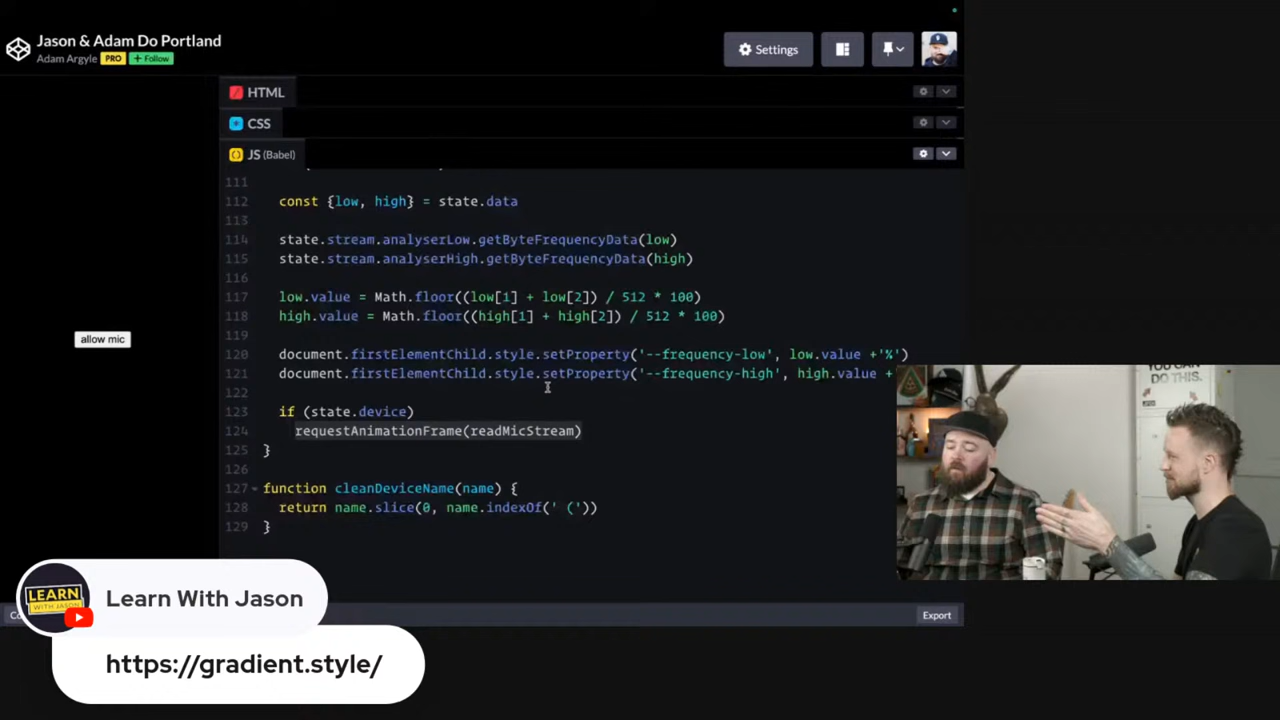 Jason & Adam Do Portland
Adam Argyle PRO + Follow
Settings
HTML
CSS
JS (Babel)
111
112 const {low, high} = state.data
113
114 state.stream.analyserLow.getByteFrequencyData(low)
115 state.stream.analyserHigh.getByteFrequencyData(high)
116
117 low.value = Math.floor((low[1] + low[2]) / 512 * 100)
118 high.value = Math.floor((high[1] + high[2]) / 512 * 100)
119
120 document.firstElementChild.style.setProperty('--frequency-low', low.value +'%')
121 document.firstElementChild.style.setProperty('--frequency-high', high.value +
122
123 if (state.device)
124 requestAnimationFrame(readMicStream)
125 }
126
127 function cleanDeviceName(name) {
128 return name.slice(0, name.indexOf(' ('))
129 }
allow mic
YOU CAN
DO THIS.
LEARN
WITH JASON
Learn With Jason
https://gradient.style/
Export